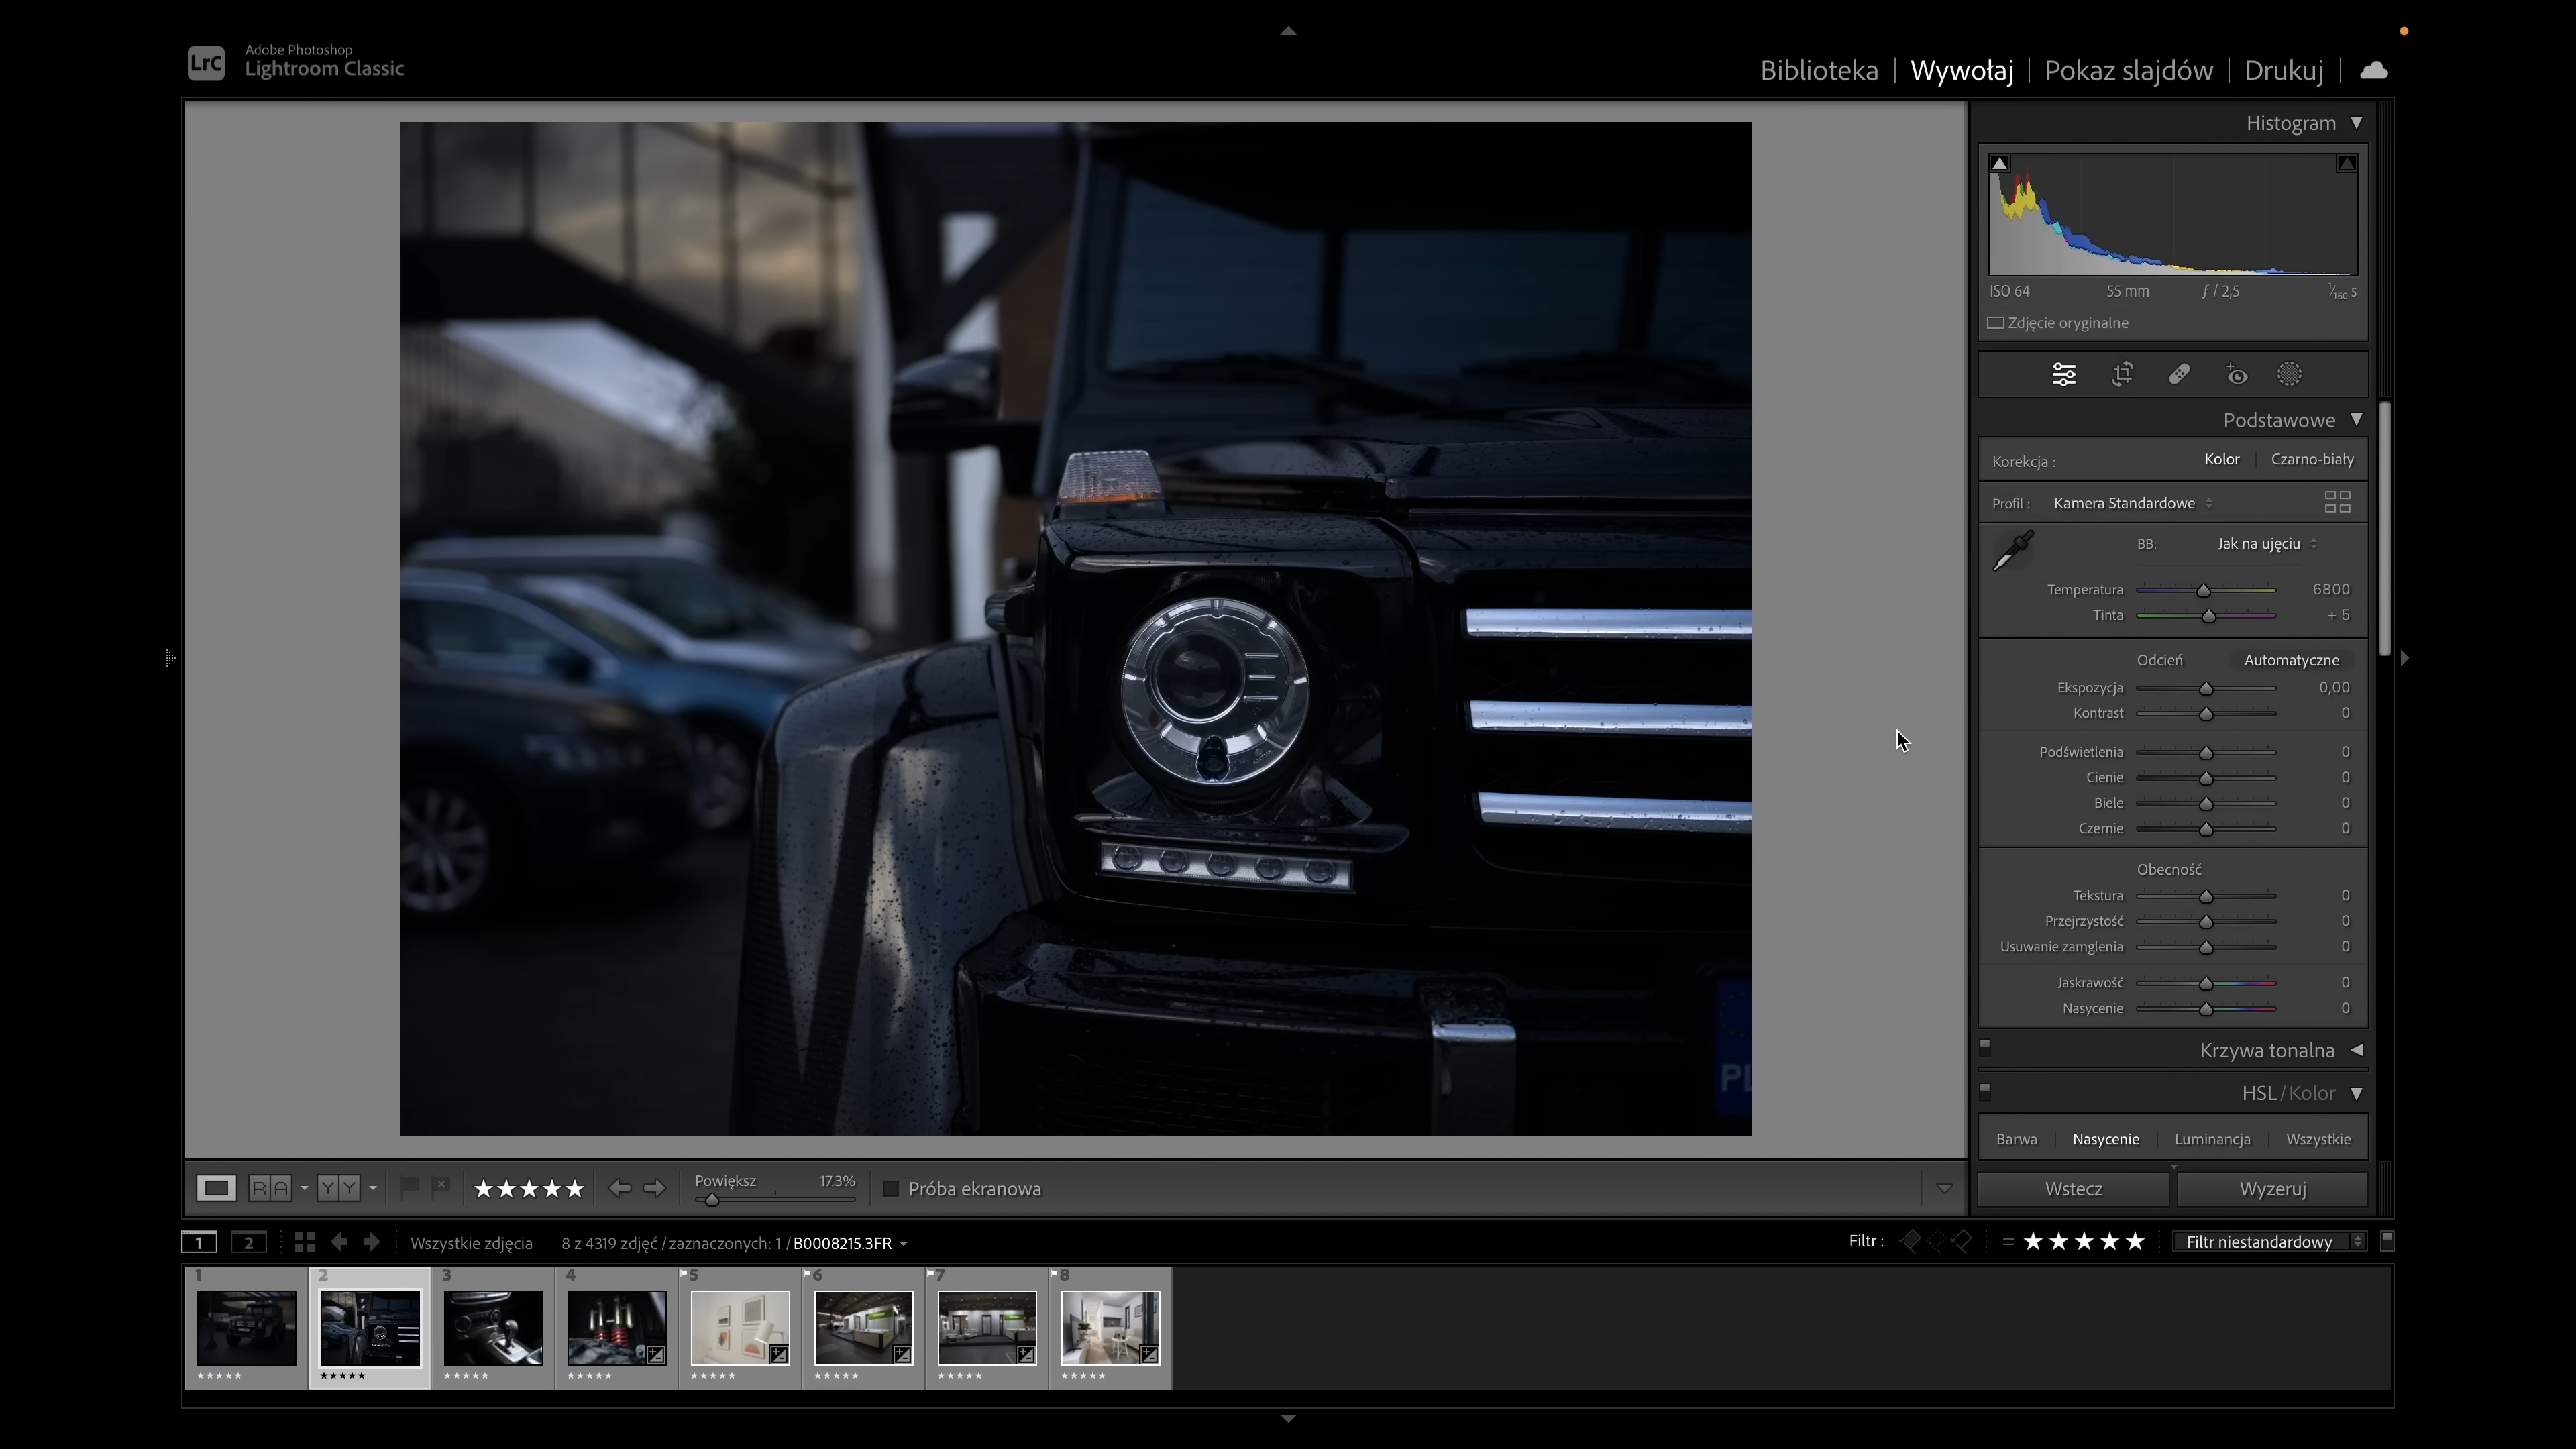 LrC
Adobe Photoshop
Lightroom Classic
Biblioteka | Wywołaj | Pokaz slajdów | Drukuj |
Histogram
ISO 64 55 mm ƒ / 2,5 1/160 s
Zdjęcie oryginalne
Podstawowe
Korekcja : Kolor | Czarno-biały
Profil : Kamera Standardowe
BB: Jak na ujęciu
Temperatura 6800
Tinta + 5
Odcień Automatyczne
Ekspozycja 0,00
Kontrast 0
Podświetlenia 0
Cienie 0
Biele 0
Czernie 0
Obecność
Tekstura 0
Przejrzystość 0
Usuwanie zamglenia 0
Jaskrawość 0
Nasycenie 0
Krzywa tonalna
HSL / Kolor
Barwa | Nasycenie | Luminancja | Wszystkie
Wstecz Wyzeruj
PL
R A Y Y ★★★★★ Powiększ 17.3% Próba ekranowa
1 2 Wszystkie zdjęcia 8 z 4319 zdjęć / zaznaczonych: 1 / B0008215.3FR Filtr : = ★★★★★ Filtr niestandardowy
1 2 3 4 5 6 7 8